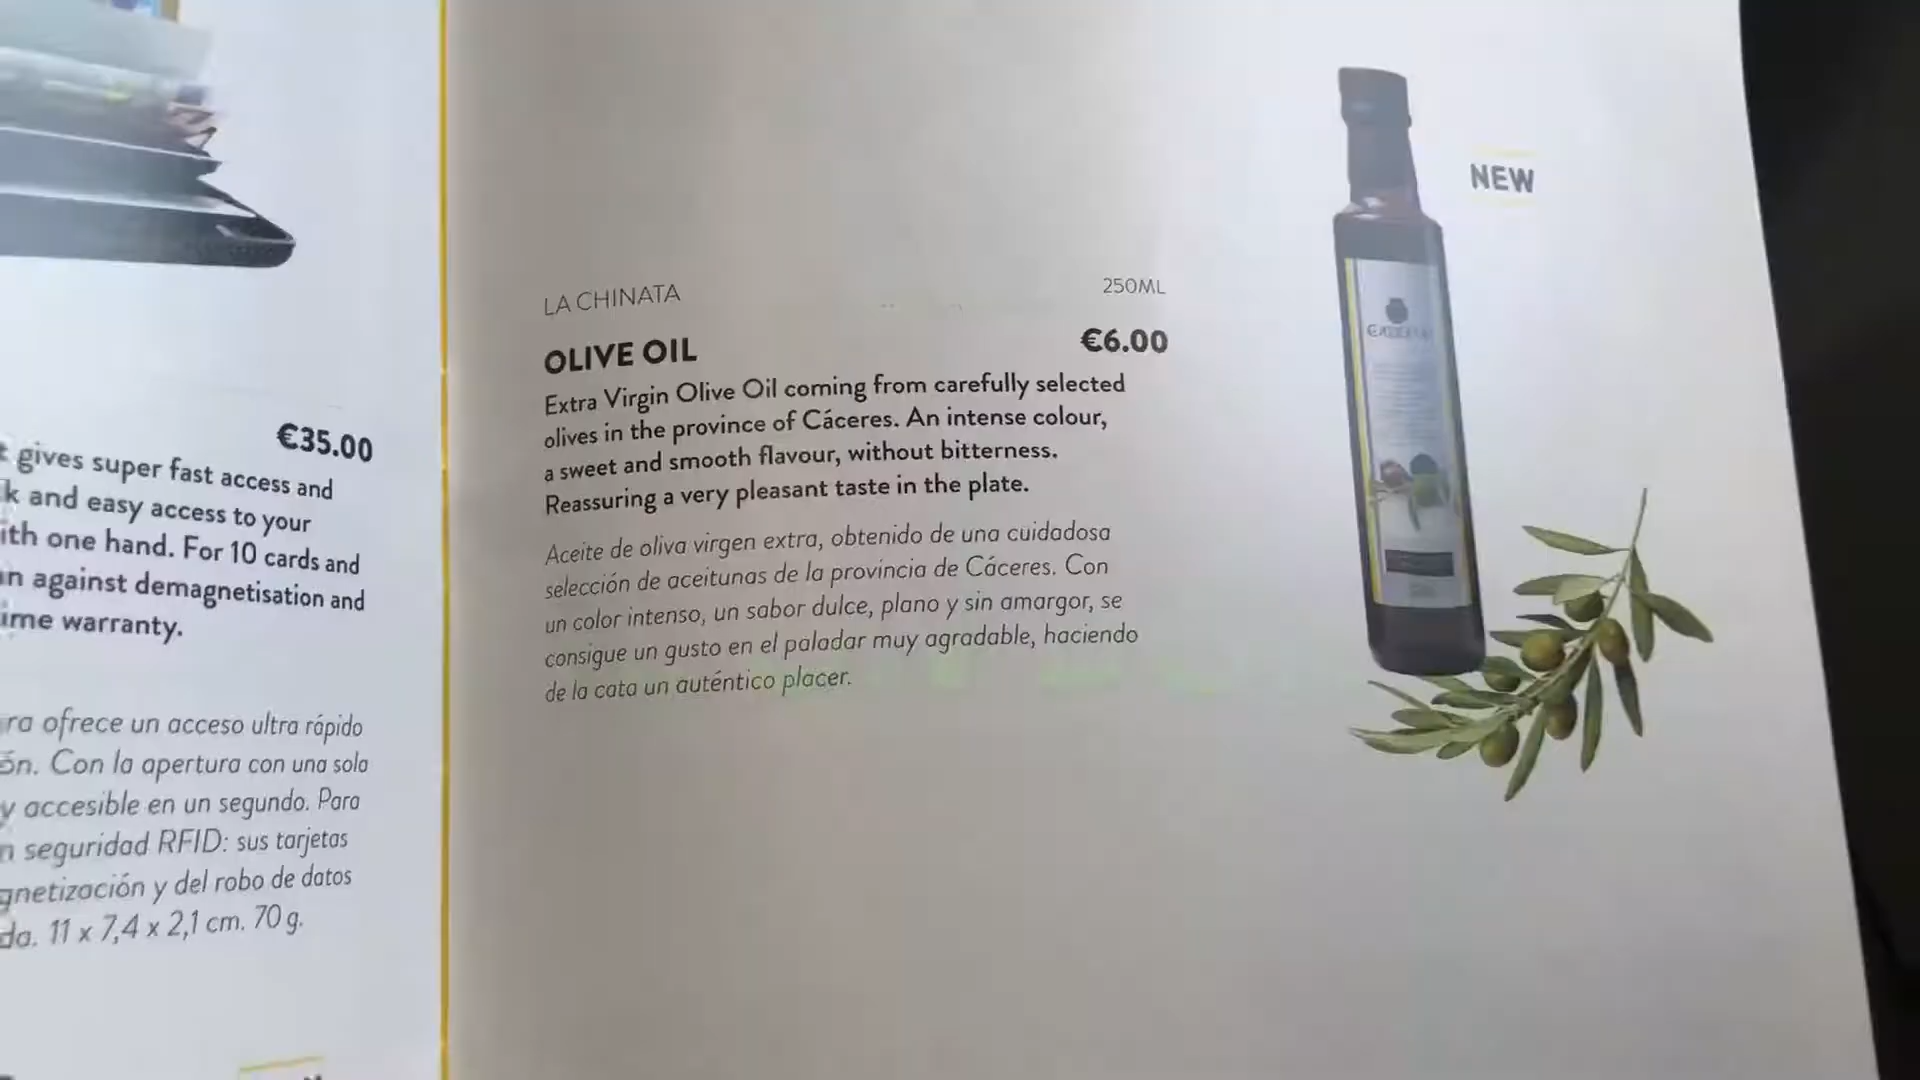 €35.00
gives super fast access and
and easy access to your
with one hand. For 10 cards and
against demagnetisation and
warranty.
ofrece un acceso ultra rápido
Con la apertura con una sola
y accesible en un segundo. Para
seguridad RFID: sus tarjetas
y del robo de datos
11 x 7,4 x 2,1 cm. 70 g.
LA CHINATA
250ML
OLIVE OIL
€6.00
Extra Virgin Olive Oil coming from carefully selected
olives in the province of Cáceres. An intense colour,
a sweet and smooth flavour, without bitterness.
Reassuring a very pleasant taste in the plate.
Aceite de oliva virgen extra, obtenido de una cuidadosa
selección de aceitunas de la provincia de Cáceres. Con
un color intenso, un sabor dulce, plano y sin amargor, se
consigue un gusto en el paladar muy agradable, haciendo
de la cata un auténtico placer.
NEW